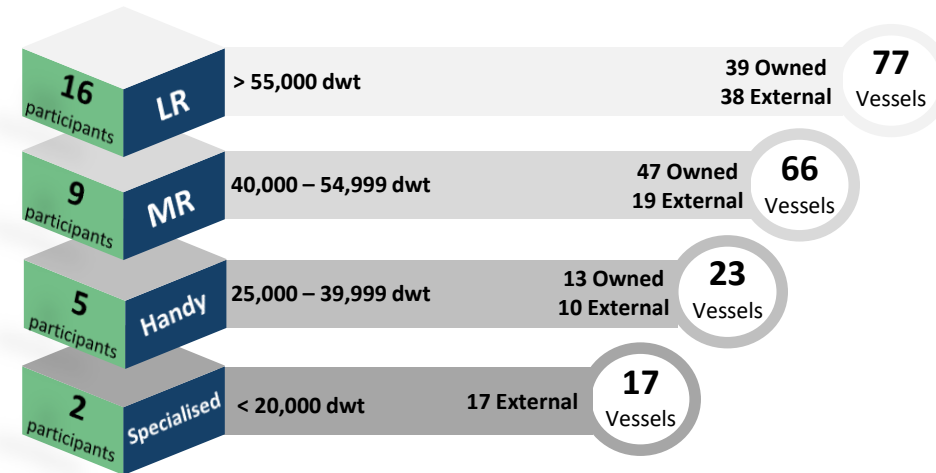 16
participants
LR
> 55,000 dwt
39 Owned
38 External
77
Vessels
9
participants
MR
40,000 – 54,999 dwt
47 Owned
19 External
66
Vessels
5
participants
Handy
25,000 – 39,999 dwt
13 Owned
10 External
23
Vessels
2
participants
Specialised
< 20,000 dwt
17 External
17
Vessels